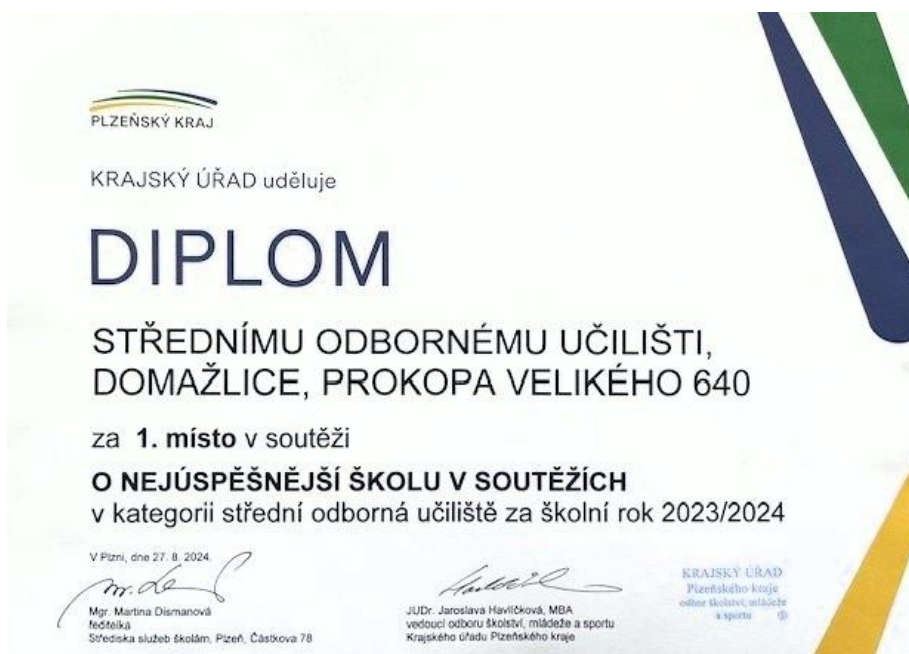 PLZEŇSKÝ KRAJ
KRAJSKÝ ÚŘAD uděluje
DIPLOM
STŘEDNÍMU ODBORNÉMU UČILIŠTI,
DOMAŽLICE, PROKOPA VELIKÉHO 640
za 1. místo v soutěži
O NEJÚSPĚŠNĚJŠÍ ŠKOLU V SOUTĚŽÍCH
v kategorii střední odborná učiliště za školní rok 2023/2024
V Plzni, dne 27. 8. 2024
Mgr. Martina Dismanová
ředitelka
Střediska služeb školám, Plzeň, Částkova 78
JUDr. Jaroslava Havlíčková, MBA
vedoucí odboru školství, mládeže a sportu
Krajského úřadu Plzeňského kraje
KRAJSKÝ ÚŘAD
Plzeňského kraje
odbor školství, mládeže
a sportu